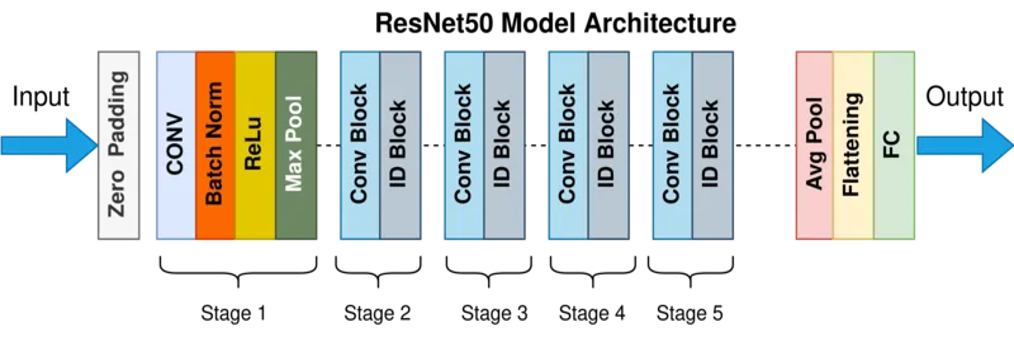 ResNet50 Model Architecture
Input
Zero Padding
CONV
Batch Norm
ReLu
Max Pool
Conv Block
ID Block
Conv Block
ID Block
Conv Block
ID Block
Conv Block
ID Block
Avg Pool
Flattening
FC
Output
Stage 1
Stage 2
Stage 3
Stage 4
Stage 5